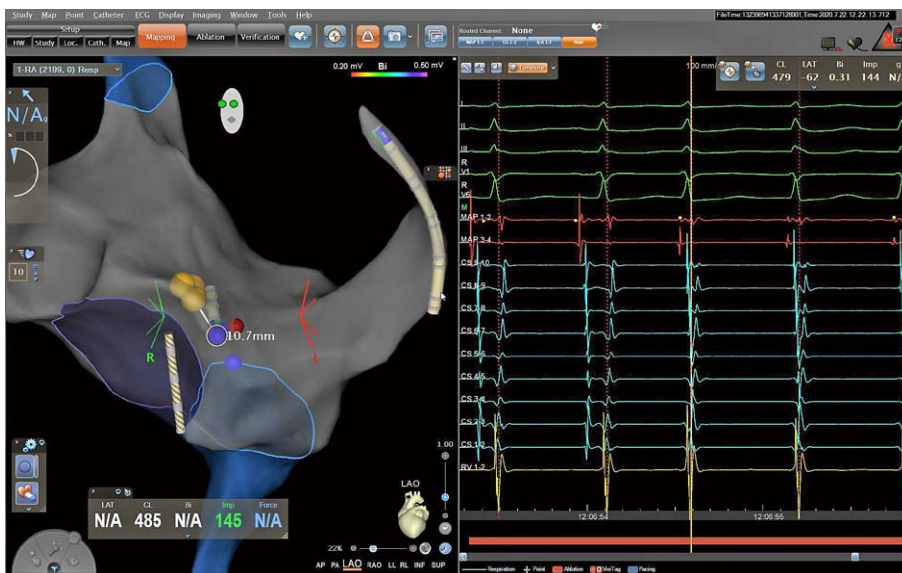 Study Map Point Catheter ECG Display Imaging Window Tools Help
FileTime:132398941337128001,Time:2020.7.22.12.22.13.712
Setup
HW Study Loc. Cath. Map
Mapping
Ablation
Verification
Routed Channel None
MAP 1-2
1-RA (2199, 0) Resp
0.20 mV Bi 0.50 mV
N/A
10
R
10.7mm
1.00
LAO
LAT CL Bi Imp Force
N/A 485 N/A 145 N/A
22%
AP PA LAO RAO LL RL INF SUP
Timeline
100 mm/
CL LAT Bi Imp
479 -62 0.31 144 N/
I
II
III
R
V1
R
V6
M
MAP 1-2
MAP 3-4
CS 8-9
CS 7-8
CS 6-7
CS 5-6
CS 4-5
CS 3-4
CS 2-3
CS 1-2
RV 1-2
12:06:54 12:06:55
Respiration Point Ablation VisiTag Pacing